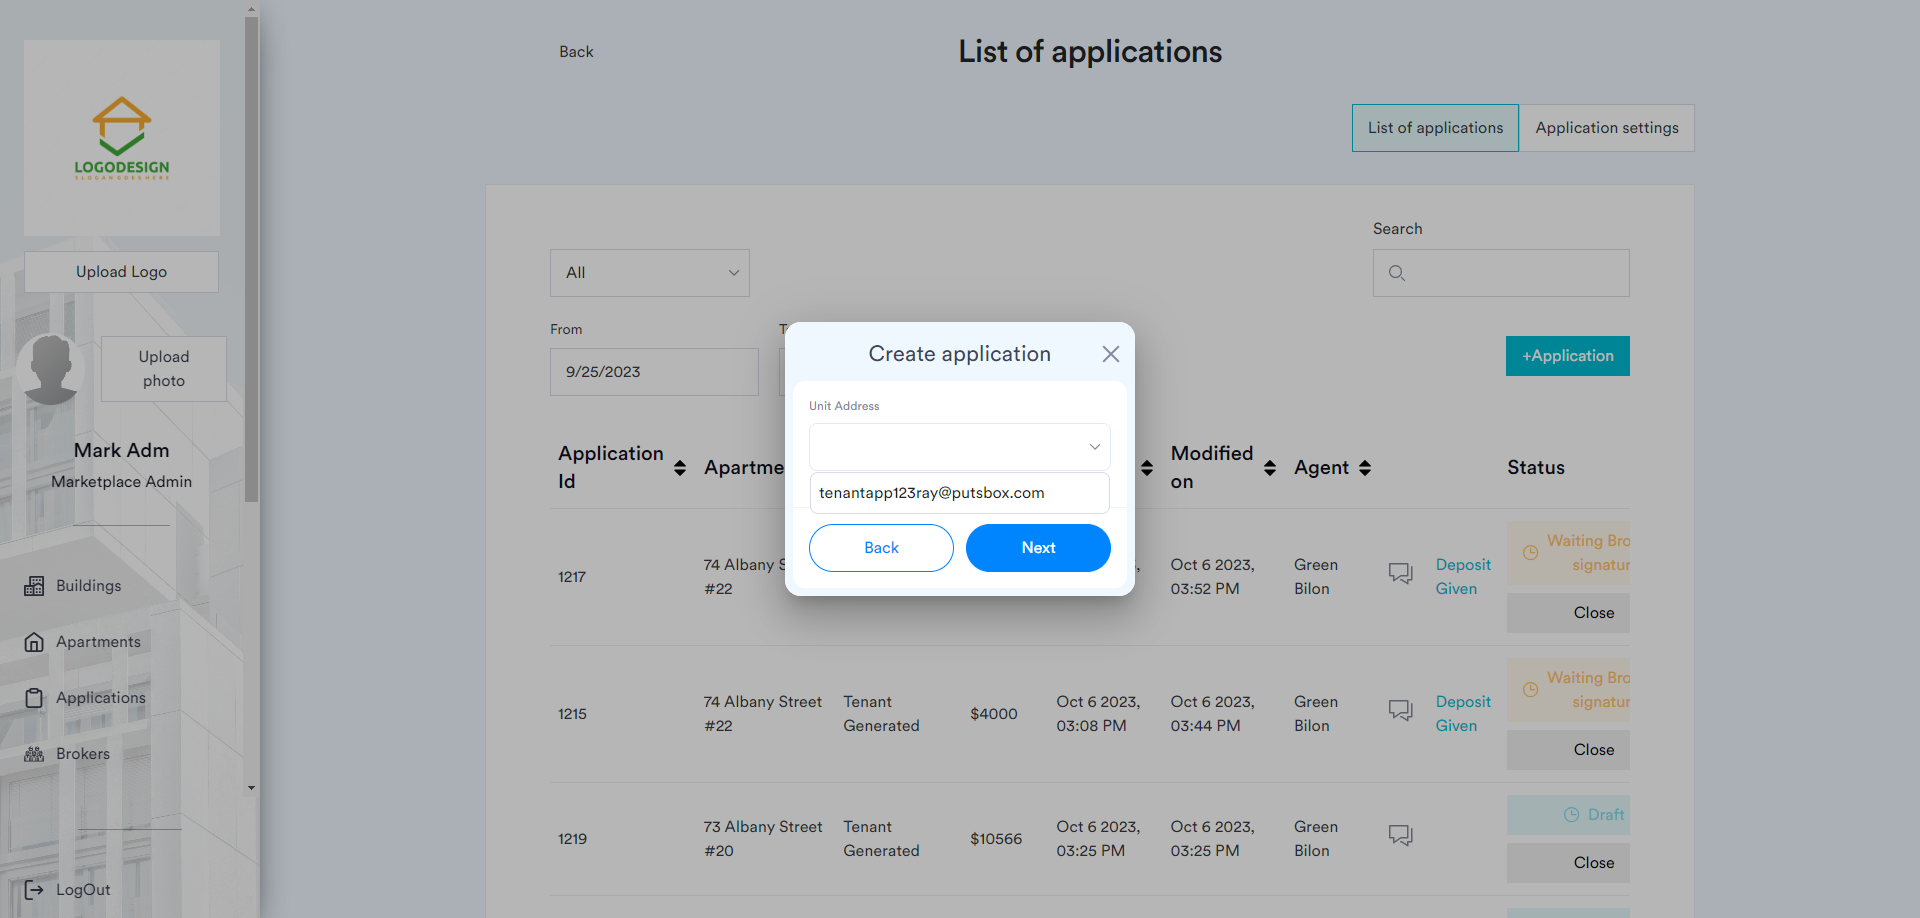 LOGODESIGN
SLOGAN GOES HERE
Upload Logo
Upload
photo
Mark Adm
Marketplace Admin
Buildings
Apartments
Applications
Brokers
LogOut
Back
List of applications
List of applications
Application settings
Search
All
From
9/25/2023
+Application
Application
Id
Apartme
Modified
on
Agent
Status
1217
74 Albany S
#22
Oct 6 2023,
03:52 PM
Green
Bilon
Deposit
Given
Waiting Bro
signatur
Close
1215
74 Albany Street
#22
Tenant
Generated
$4000
Oct 6 2023,
03:08 PM
Oct 6 2023,
03:44 PM
Green
Bilon
Deposit
Given
Waiting Bro
signatur
Close
1219
73 Albany Street
#20
Tenant
Generated
$10566
Oct 6 2023,
03:25 PM
Oct 6 2023,
03:25 PM
Green
Bilon
Draft
Close
Create application
Unit Address
tenantapp123ray@putsbox.com
Back
Next